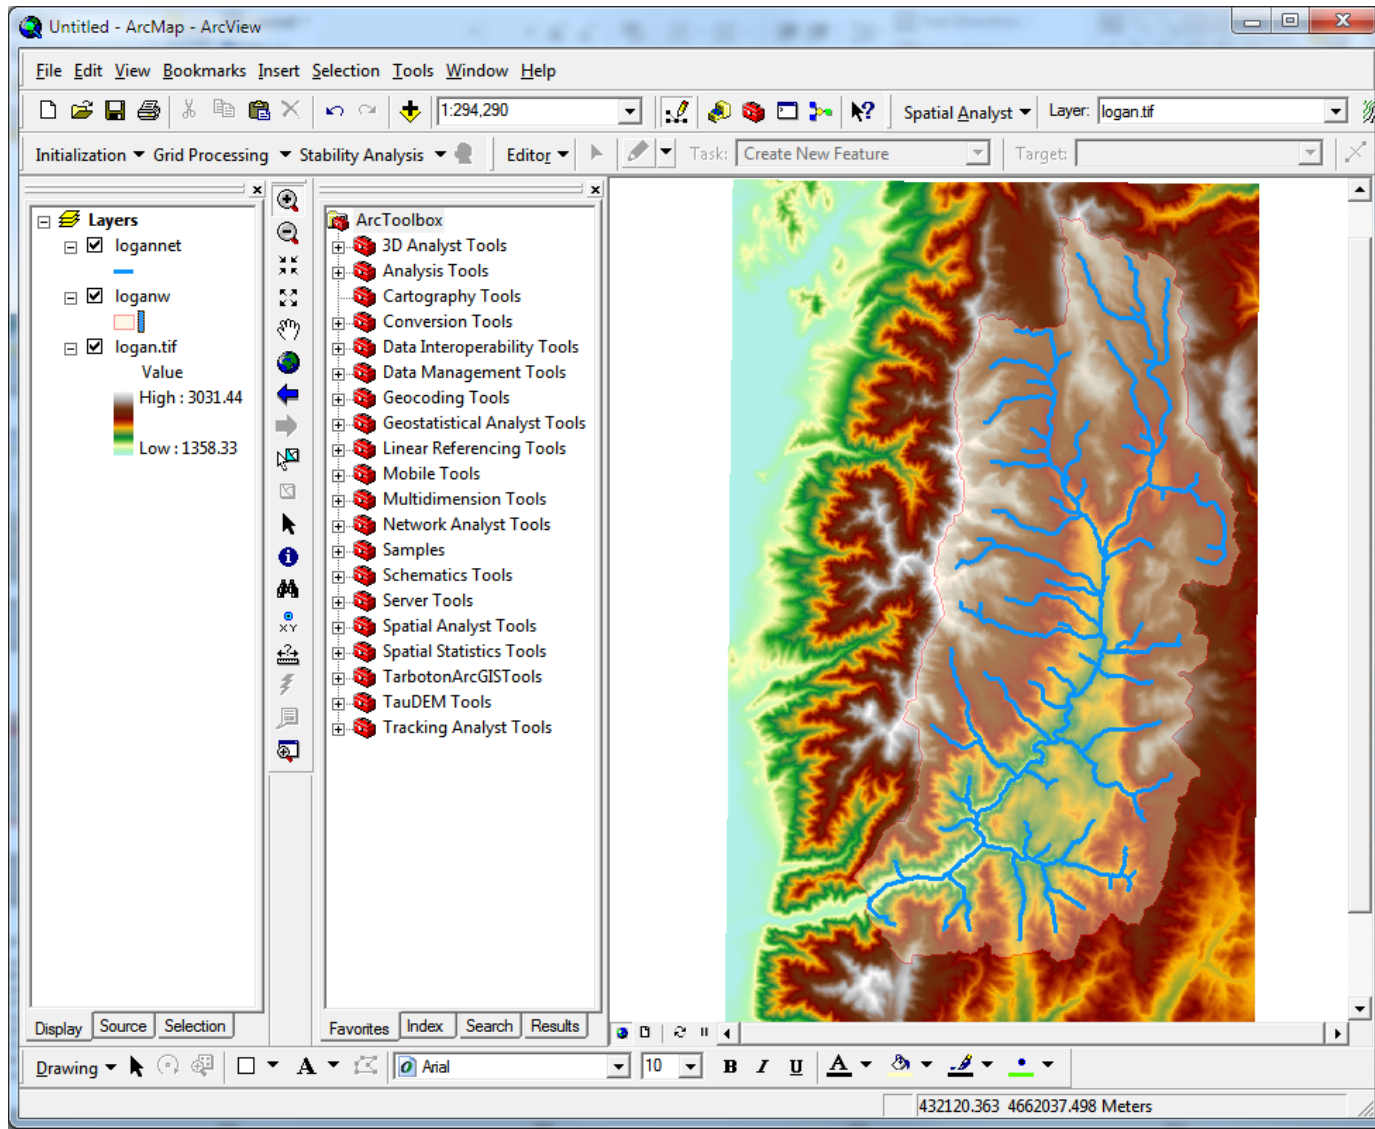 Untitled - ArcMap - ArcView
File Edit View Bookmarks Insert Selection Tools Window Help
1:294,290 Spatial Analyst Layer: logan.tif
Initialization Grid Processing Stability Analysis Editor Task: Create New Feature Target:
Layers
logannet
loganw
logan.tif
Value
High : 3031.44
Low : 1358.33
Display Source Selection
XY
ArcToolbox
3D Analyst Tools
Analysis Tools
Cartography Tools
Conversion Tools
Data Interoperability Tools
Data Management Tools
Geocoding Tools
Geostatistical Analyst Tools
Linear Referencing Tools
Mobile Tools
Multidimension Tools
Network Analyst Tools
Samples
Schematics Tools
Server Tools
Spatial Analyst Tools
Spatial Statistics Tools
TarbotonArcGISTools
TauDEM Tools
Tracking Analyst Tools
Favorites Index Search Results
Drawing A Arial 10 B I U A
432120.363 4662037.498 Meters